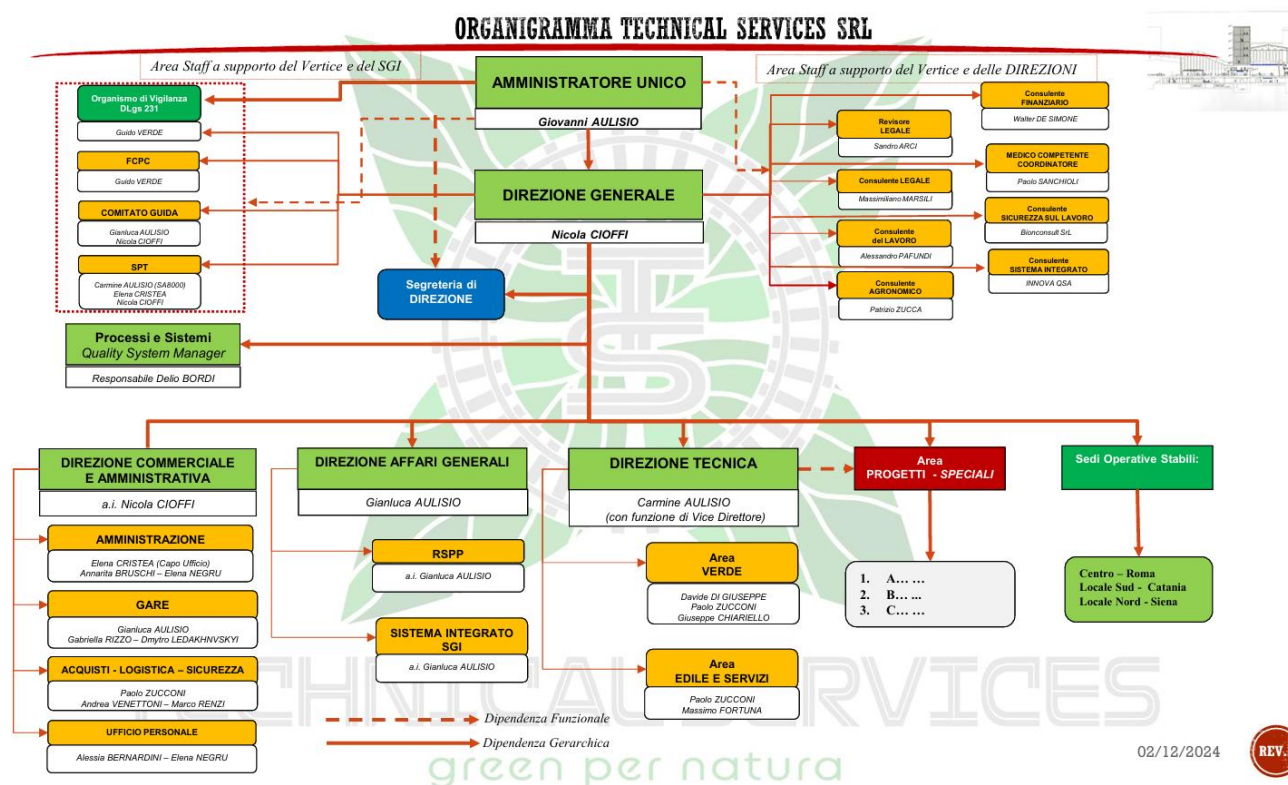 ORGANIGRAMMA TECHNICAL SERVICES SRL
Area Staff a supporto del Vertice e del SGI
Area Staff a supporto del Vertice e delle DIREZIONI
AMMINISTRATORE UNICO
Giovanni AULISIO
DIREZIONE GENERALE
Nicola CIOFFI
Segreteria di
DIREZIONE
Organismo di Vigilanza
DLgs 231
Guido VERDE
FCPC
Guido VERDE
COMITATO GUIDA
Gianluca AULISIO
Nicola CIOFFI
SPT
Carmine AULISIO (SA8000)
Elena CRISTEA
Nicola CIOFFI
Processi e Sistemi
Quality System Manager
Responsabile Delio BORDI
Revisore
LEGALE
Sandro ARCI
Consulente LEGALE
Massimiliano MARSILI
Consulente
del LAVORO
Alessandro PAFUNDI
Consulente
AGRONOMICO
Patrizio ZUCCA
Consulente
FINANZIARIO
Walter DE SIMONE
MEDICO COMPETENTE
COORDINATORE
Paolo SANCHIOLI
Consulente
SICUREZZA SUL LAVORO
Bionconsult SrL
Consulente
SISTEMA INTEGRATO
INNOVA QSA
DIREZIONE COMMERCIALE
E AMMINISTRATIVA
a.i. Nicola CIOFFI
AMMINISTRAZIONE
Elena CRISTEA (Capo Ufficio)
Annarita BRUSCHI – Elena NEGRU
GARE
Gianluca AULISIO
Gabriella RIZZO – Dmytro LEDAKHNVSKYI
ACQUISTI - LOGISTICA – SICUREZZA
Paolo ZUCCONI
Andrea VENETTONI – Marco RENZI
UFFICIO PERSONALE
Alessia BERNARDINI – Elena NEGRU
DIREZIONE AFFARI GENERALI
Gianluca AULISIO
RSPP
a.i. Gianluca AULISIO
SISTEMA INTEGRATO
SGI
a.i. Gianluca AULISIO
DIREZIONE TECNICA
Carmine AULISIO
(con funzione di Vice Direttore)
Area
VERDE
Davide DI GIUSEPPE
Paolo ZUCCONI
Giuseppe CHIARIELLO
Area
EDILE E SERVIZI
Paolo ZUCCONI
Massimo FORTUNA
Area
PROGETTI - SPECIALI
1. A… …
2. B… ...
3. C… …
Sedi Operative Stabili:
Centro – Roma
Locale Sud - Catania
Locale Nord - Siena
Dipendenza Funzionale
Dipendenza Gerarchica
TECHNICAL SERVICES
green per natura
02/12/2024